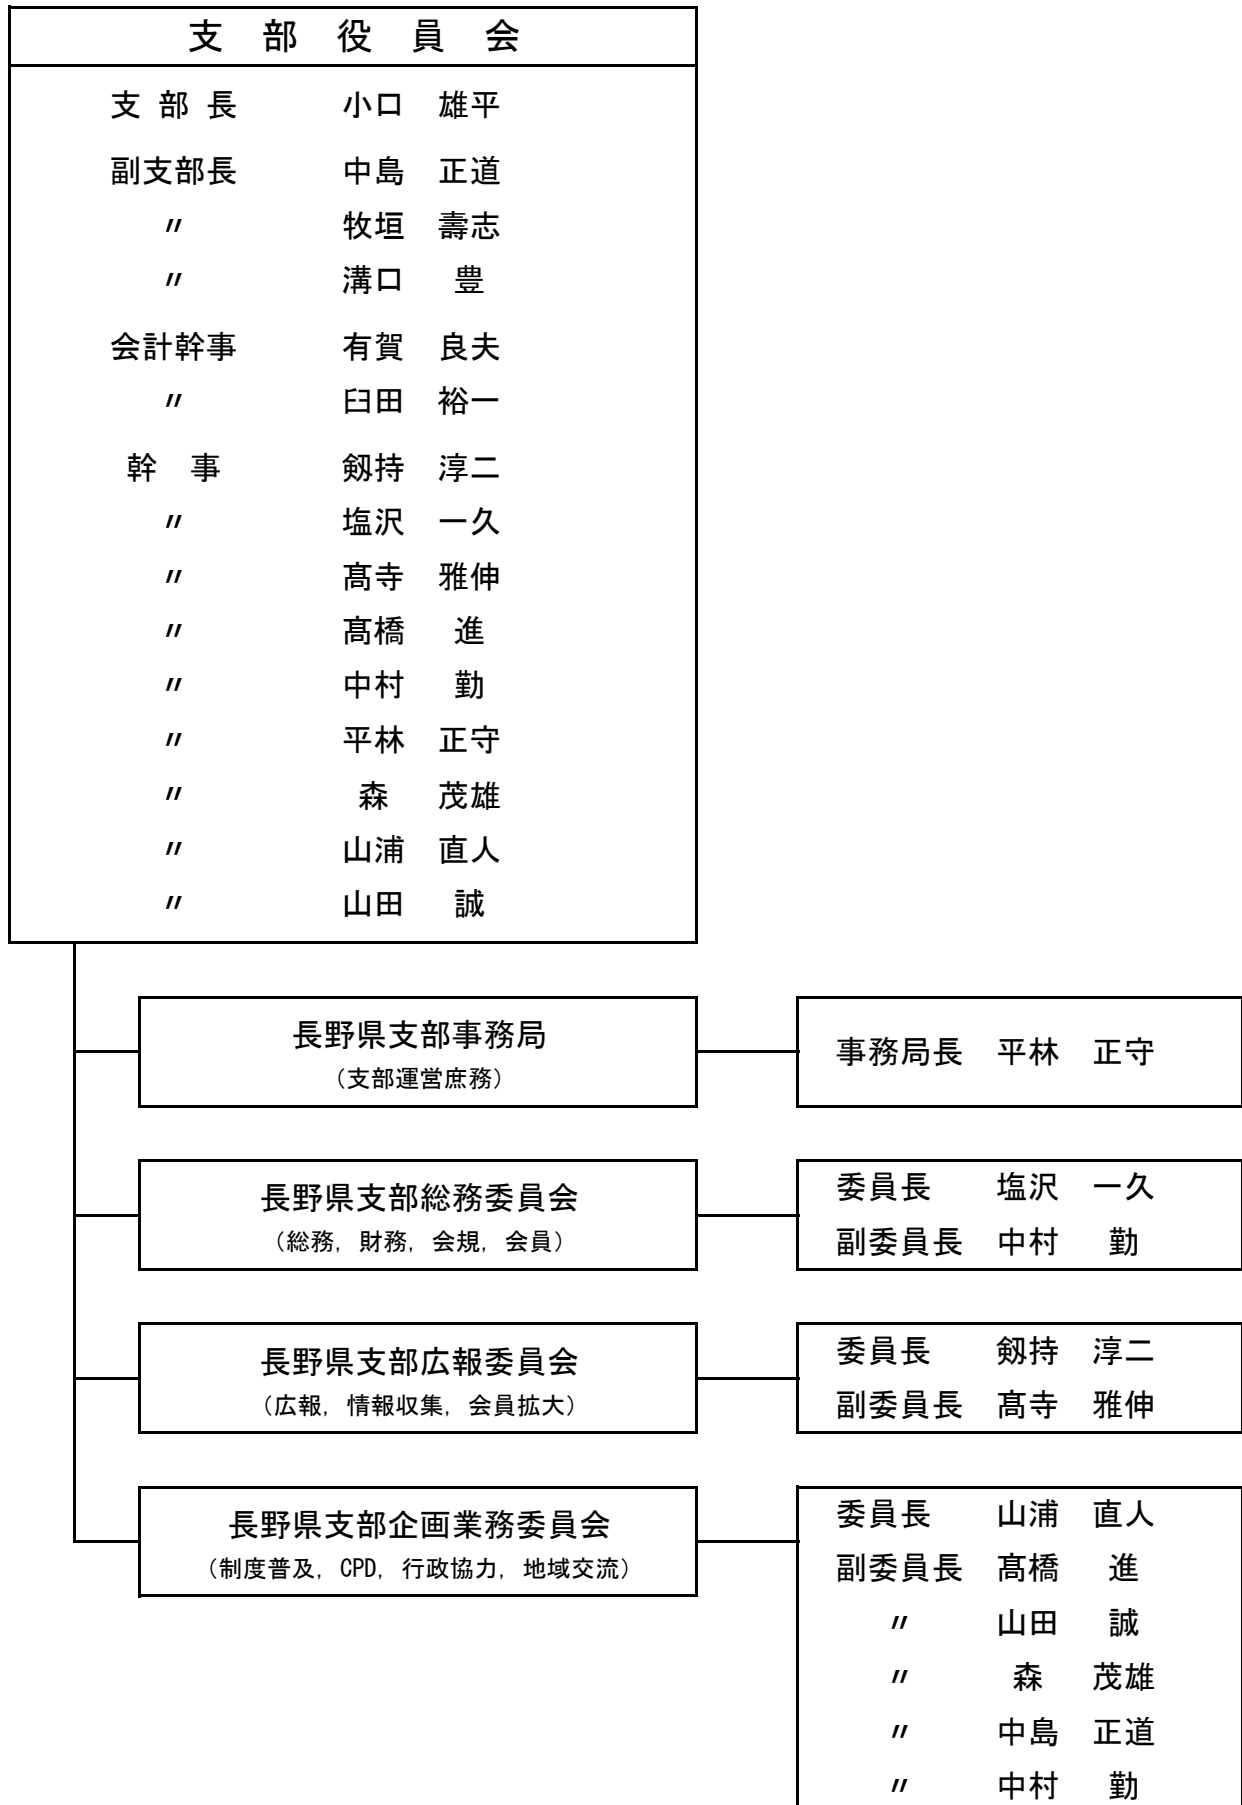 支 部 役 員 会
支 部 長 小口 雄平
副支部長 中島 正道
〃 牧垣 壽志
〃 溝口 豊
会計幹事 有賀 良夫
〃 臼田 裕一
幹 事 剱持 淳二
〃 塩沢 一久
〃 髙寺 雅伸
〃 髙橋 進
〃 中村 勤
〃 平林 正守
〃 森 茂雄
〃 山浦 直人
〃 山田 誠
長野県支部事務局
（支部運営庶務）
事務局長 平林 正守
長野県支部総務委員会
（総務，財務，会規，会員）
委員長 塩沢 一久
副委員長 中村 勤
長野県支部広報委員会
（広報，情報収集，会員拡大）
委員長 剱持 淳二
副委員長 髙寺 雅伸
長野県支部企画業務委員会
（制度普及，CPD，行政協力，地域交流）
委員長 山浦 直人
副委員長 髙橋 進
〃 山田 誠
〃 森 茂雄
〃 中島 正道
〃 中村 勤